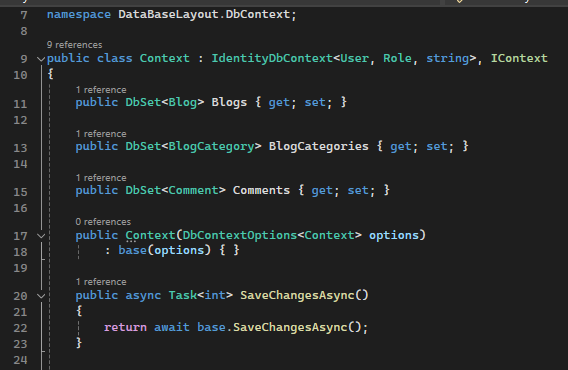 7 namespace DataBaseLayout.DbContext;
8
9 references
9 public class Context : IdentityDbContext<User, Role, string>, IContext
10 {
1 reference
11 public DbSet<Blog> Blogs { get; set; }
12
1 reference
13 public DbSet<BlogCategory> BlogCategories { get; set; }
14
1 reference
15 public DbSet<Comment> Comments { get; set; }
16
0 references
17 public Context(DbContextOptions<Context> options)
18 : base(options) { }
19
1 reference
20 public async Task<int> SaveChangesAsync()
21 {
22 return await base.SaveChangesAsync();
23 }
24